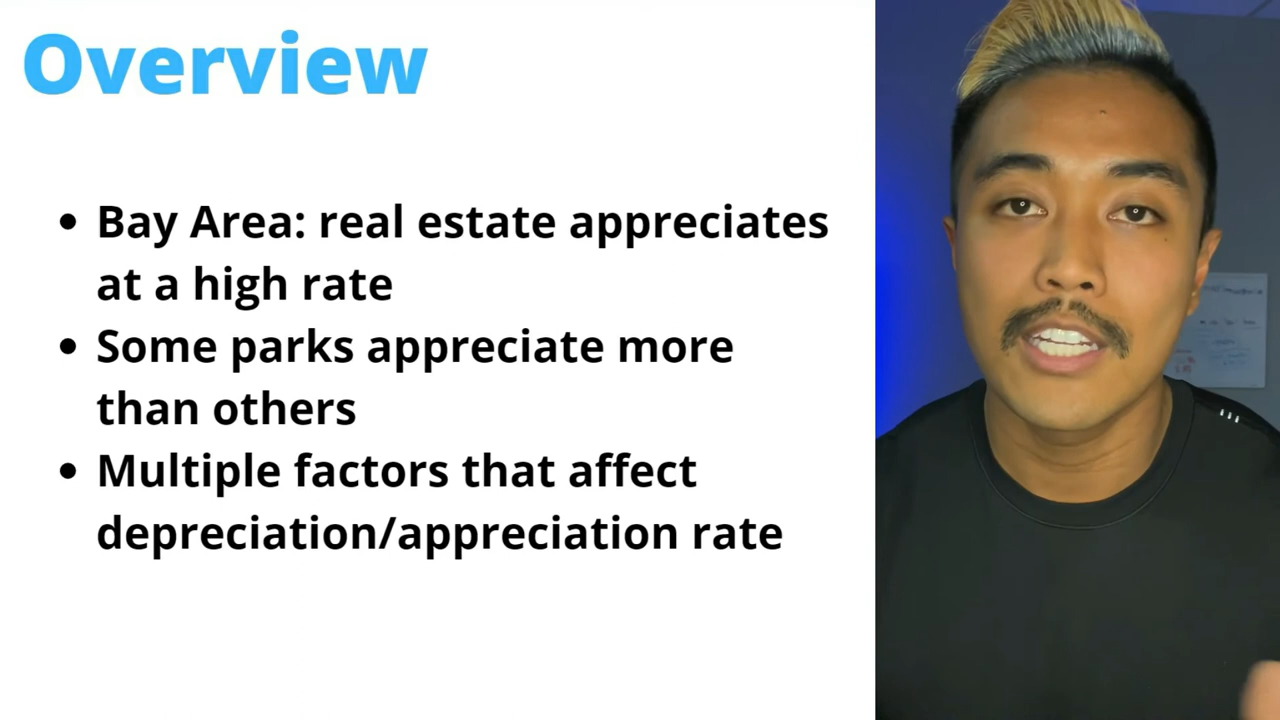 Overview
• Bay Area: real estate appreciates
at a high rate
• Some parks appreciate more
than others
• Multiple factors that affect
depreciation/appreciation rate